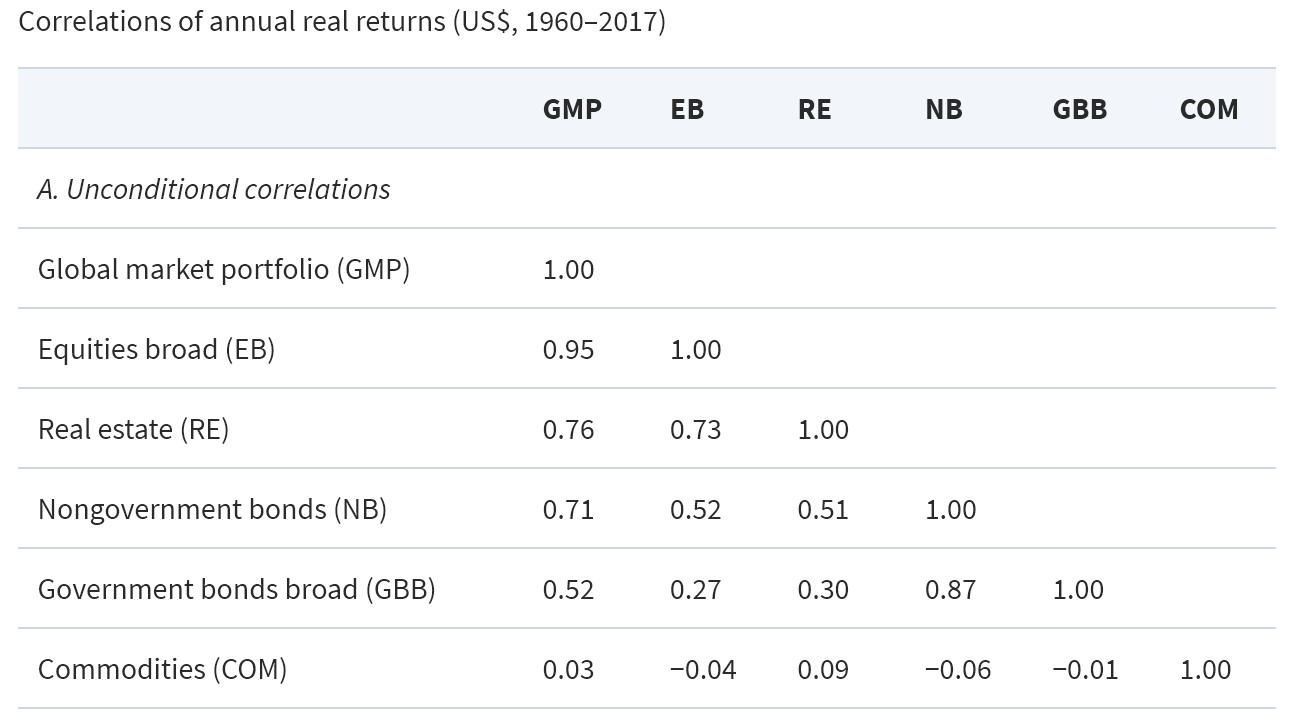 Correlations of annual real returns (US$, 1960–2017)
GMP EB RE NB GBB COM
A. Unconditional correlations
Global market portfolio (GMP) 1.00
Equities broad (EB) 0.95 1.00
Real estate (RE) 0.76 0.73 1.00
Nongovernment bonds (NB) 0.71 0.52 0.51 1.00
Government bonds broad (GBB) 0.52 0.27 0.30 0.87 1.00
Commodities (COM) 0.03 −0.04 0.09 −0.06 −0.01 1.00